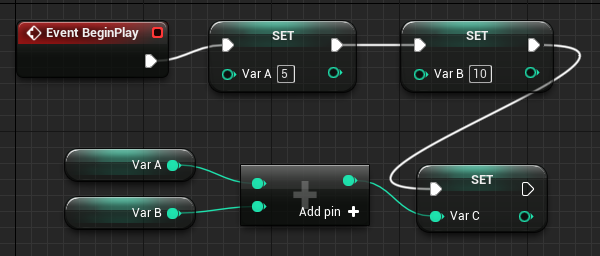 Event BeginPlay
SET
Var A 5
SET
Var B 10
Var A
Var B
Add pin +
SET
Var C